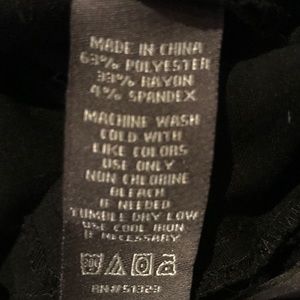 MADE IN CHINA
63% POLYESTER
33% RAYON
4% SPANDEX
MACHINE WASH
COLD WITH
LIKE COLORS
USE ONLY
NON CHLORINE
BLEACH
IF NEEDED
TUMBLE DRY LOW
USE COOL IRON
IF NECESSARY
RN#51323